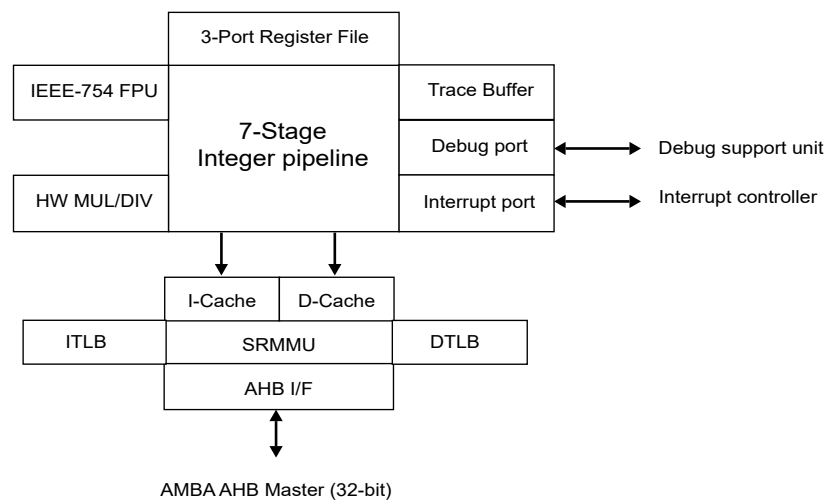 3-Port Register File
IEEE-754 FPU
Trace Buffer
7-Stage
Integer pipeline
Debug port
Debug support unit
HW MUL/DIV
Interrupt port
Interrupt controller
I-Cache
D-Cache
ITLB
SRMMU
DTLB
AHB I/F
AMBA AHB Master (32-bit)